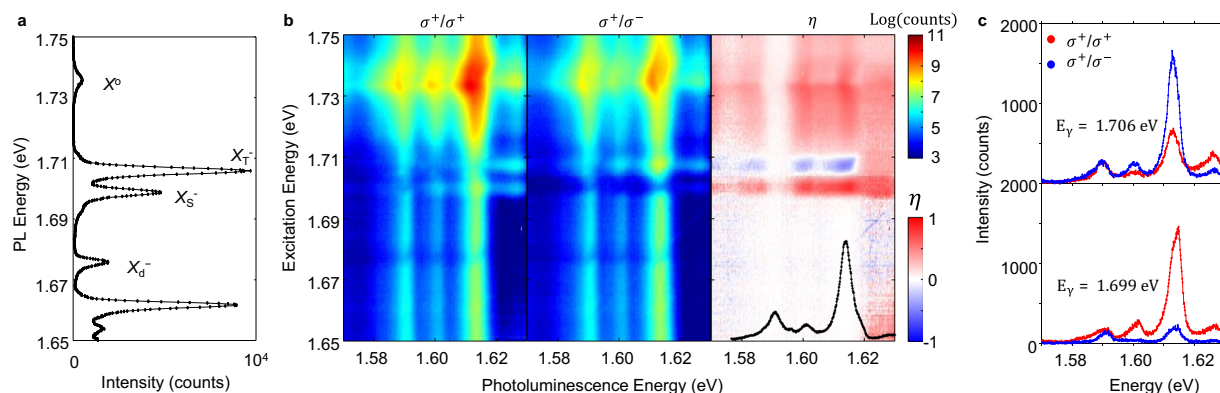 a
1.75
1.73
1.71
1.69
1.67
1.65
PL Energy (eV)
X⁰
X_T⁻
X_S⁻
X_d⁻
0
10⁴
Intensity (counts)
b
σ⁺/σ⁺
σ⁺/σ⁻
η
Log(counts)
1.75
1.73
1.71
1.69
1.67
1.65
Excitation Energy (eV)
1.58
1.60
1.62
1.58
1.60
1.62
1.58
1.60
1.62
Photoluminescence Energy (eV)
11
9
7
5
3
η
1
0
-1
c
2000
σ⁺/σ⁺
σ⁺/σ⁻
1000
E_γ = 1.706 eV
0
2000
1000
E_γ = 1.699 eV
0
Intensity (counts)
1.58
1.60
1.62
Energy (eV)